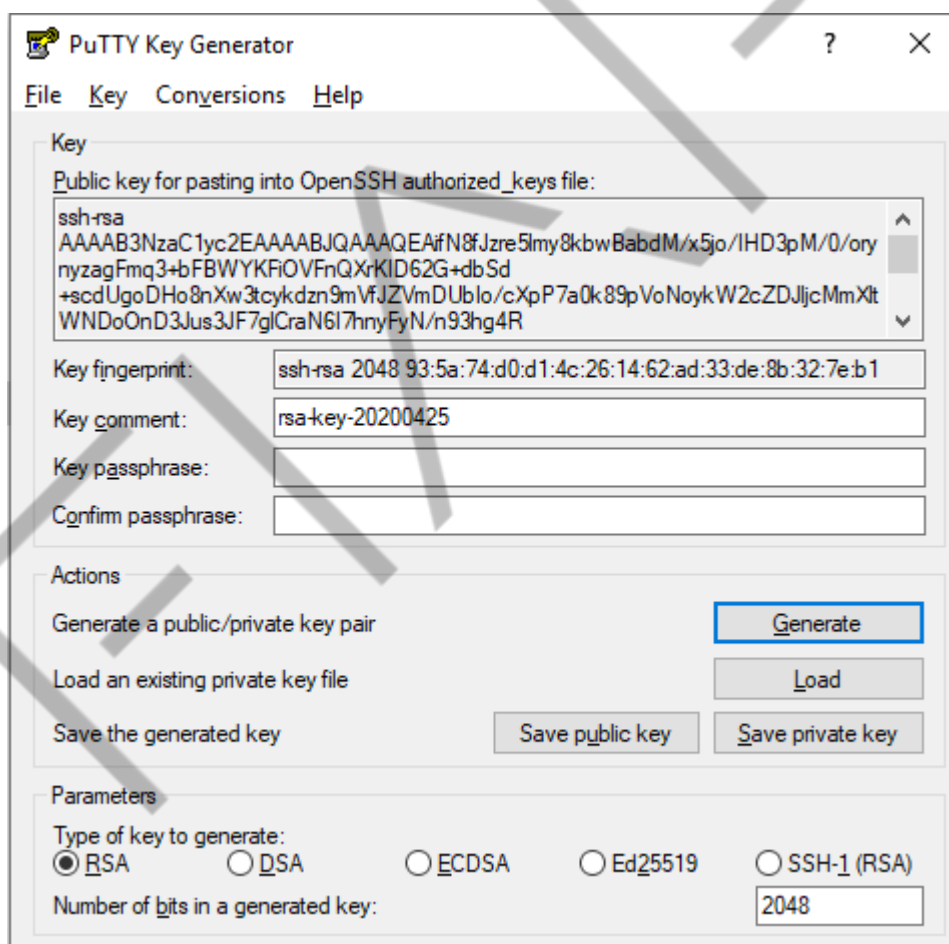 PuTTY Key Generator
File Key Conversions Help
Key
Public key for pasting into OpenSSH authorized_keys file:
ssh-rsa
AAAAB3NzaC1yc2EAAAABJQAAAQEAifN8fJzre5lmy8kbwBabdM/x5jo/IHD3pM/0/ory
nyzagFmq3+bFBWYKFiOVFnQXrKID62G+dbSd
+scdUgoDHo8nXw3tcykdzn9mVfJZVmDUbIo/cXpP7a0k89pVoNoykW2cZDJljcMmXlt
WNDoOnD3Jus3JF7glCraN6I7hnyFyN/n93hg4R
Key fingerprint: ssh-rsa 2048 93:5a:74:d0:d1:4c:26:14:62:ad:33:de:8b:32:7e:b1
Key comment: rsa-key-20200425
Key passphrase:
Confirm passphrase:
Actions
Generate a public/private key pair Generate
Load an existing private key file Load
Save the generated key Save public key Save private key
Parameters
Type of key to generate:
RSA DSA ECDSA Ed25519 SSH-1 (RSA)
Number of bits in a generated key: 2048